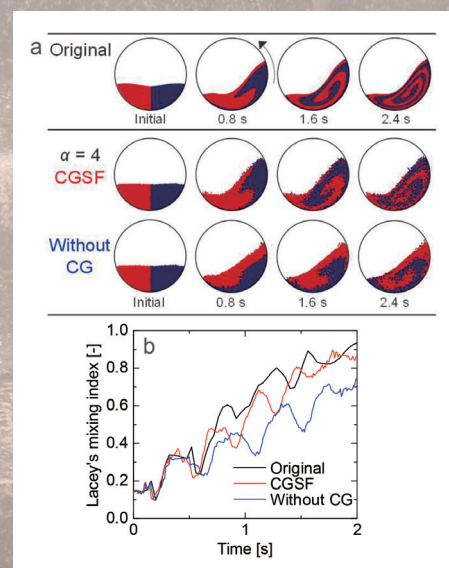 a
Original
Initial 0.8 s 1.6 s 2.4 s
α = 4
CGSF
Without
CG
Initial 0.8 s 1.6 s 2.4 s
b
1.0
0.8
0.6
0.4
0.2
0.0
Lacey's mixing index [-]
Original
CGSF
Without CG
0 1 2
Time [s]